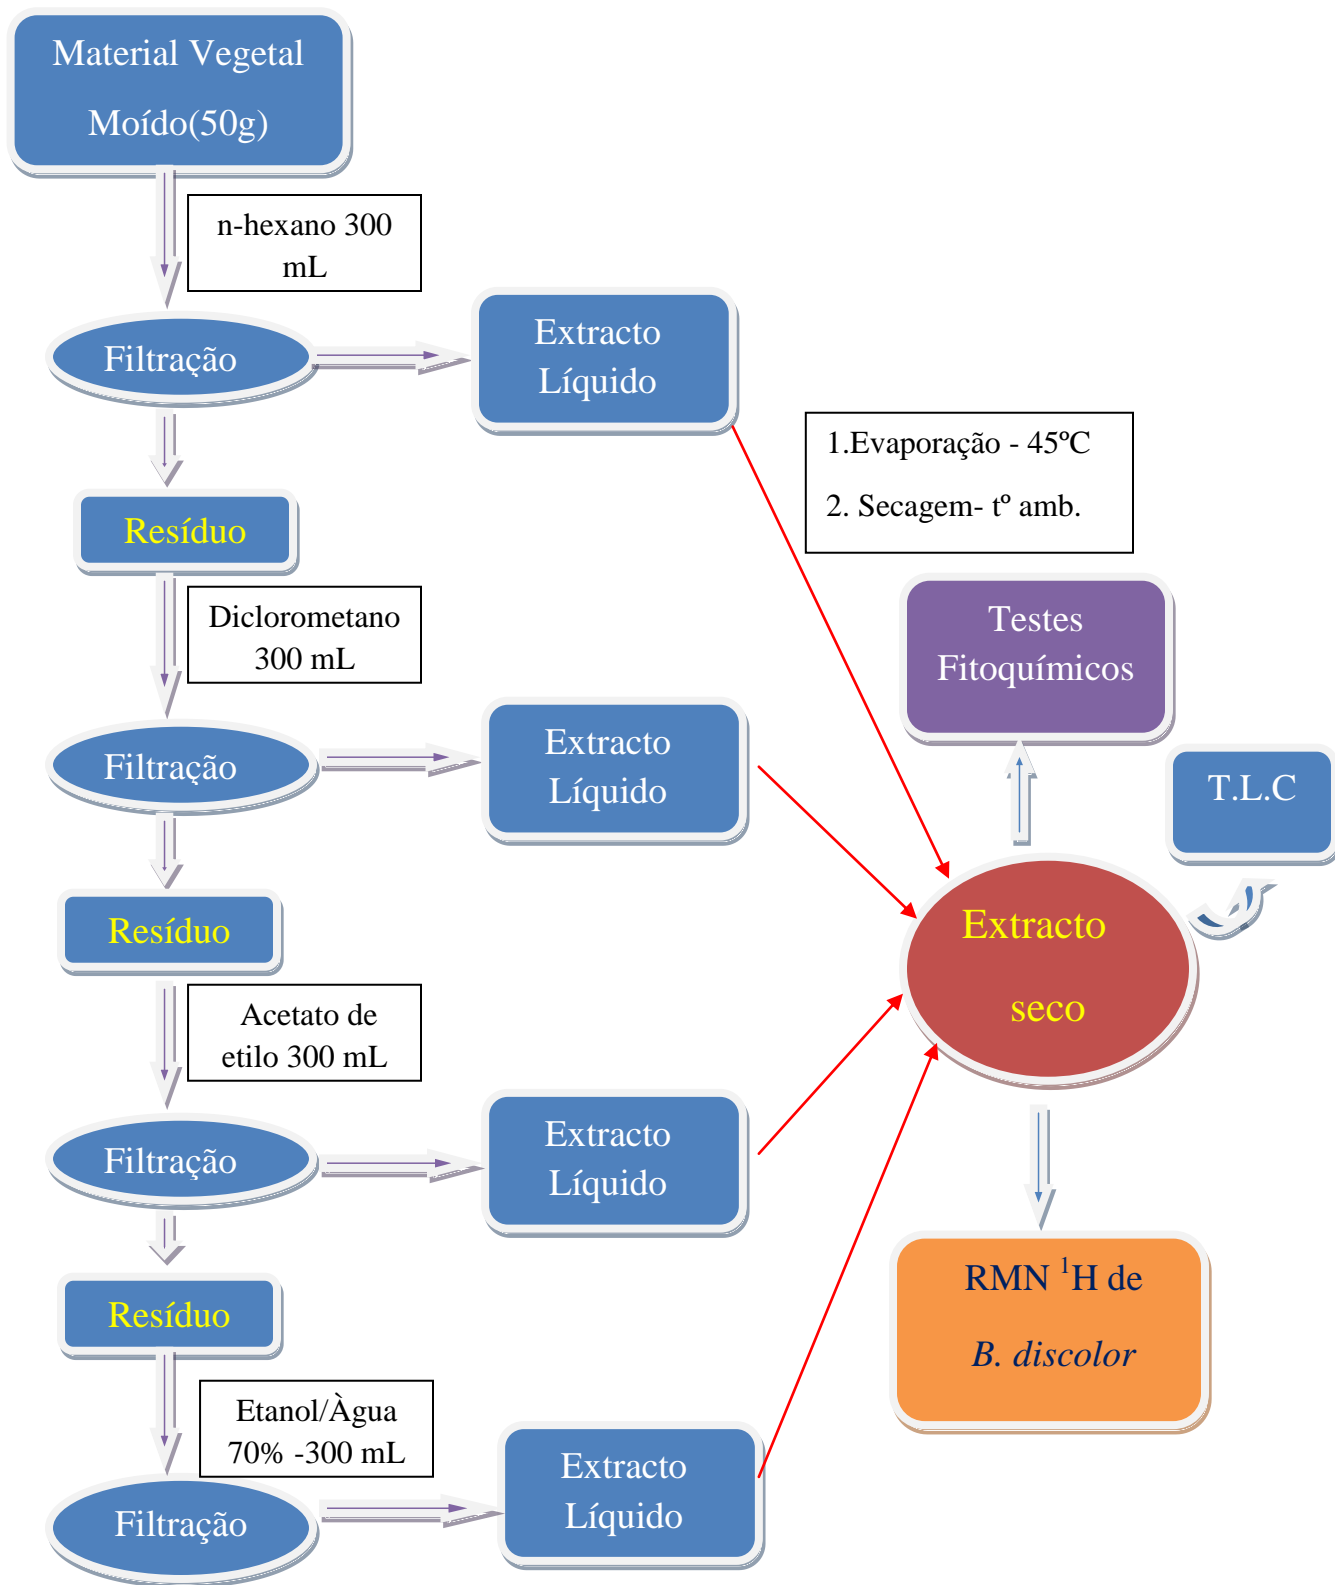 Material Vegetal
Moído(50g)
n-hexano 300
mL
Filtração
Extracto
Líquido
1.Evaporação - 45ºC
2. Secagem- tº amb.
Resíduo
Diclorometano
300 mL
Testes
Fitoquímicos
Filtração
Extracto
Líquido
T.L.C
Resíduo
Extracto
seco
Acetato de
etilo 300 mL
Filtração
Extracto
Líquido
Resíduo
RMN ¹H de
B. discolor
Etanol/Àgua
70% -300 mL
Filtração
Extracto
Líquido